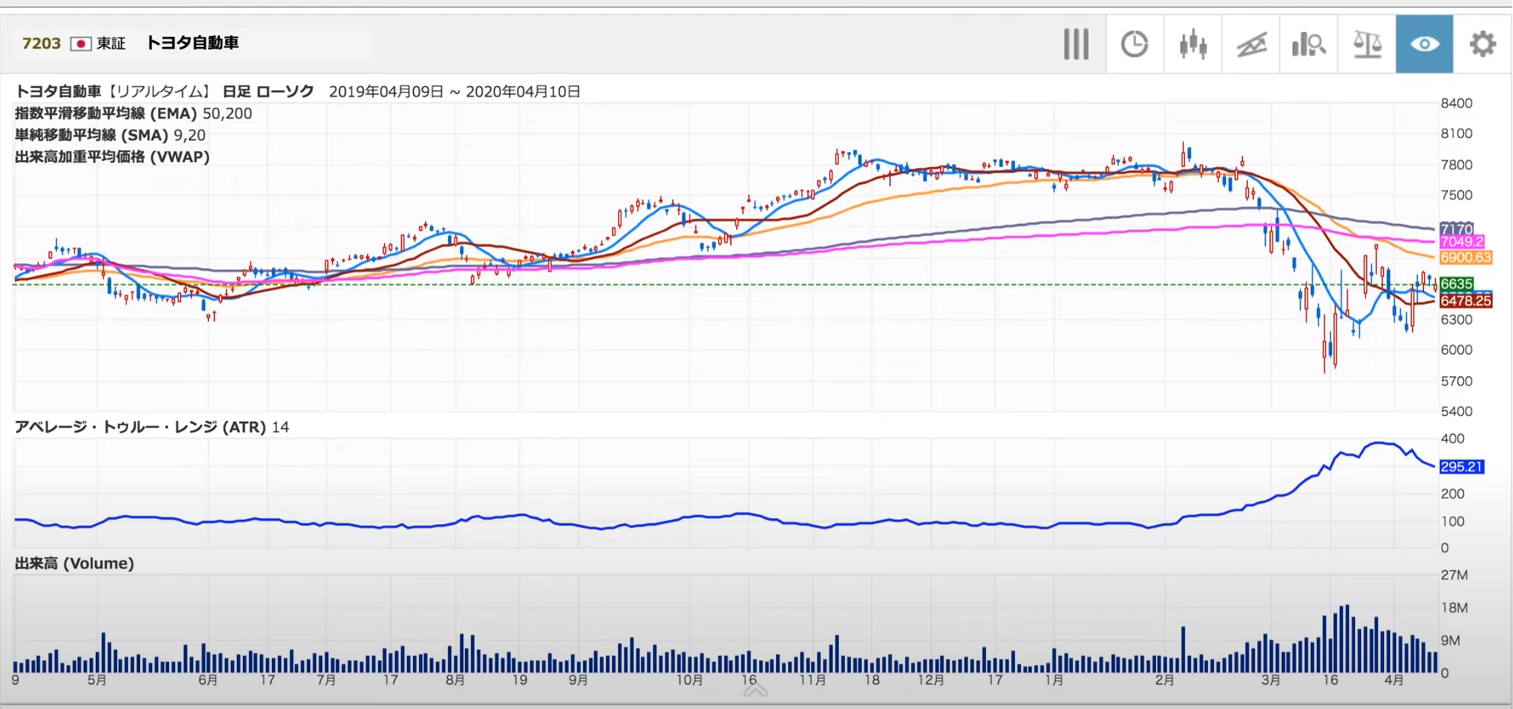 7203 東証 トヨタ自動車
トヨタ自動車【リアルタイム】 日足 ローソク 2019年04月09日 ~ 2020年04月10日
指数平滑移動平均線 (EMA) 50,200
単純移動平均線 (SMA) 9,20
出来高加重平均価格 (VWAP)
8400
8100
7800
7500
7170
7049.2
6900.63
6635
6478.25
6300
6000
5700
5400
アベレージ・トゥルー・レンジ (ATR) 14
400
295.21
200
100
0
出来高 (Volume)
27M
18M
9M
0
9 5月 6月 17 7月 17 8月 19 9月 10月 16 11月 18 12月 17 1月 2月 3月 16 4月